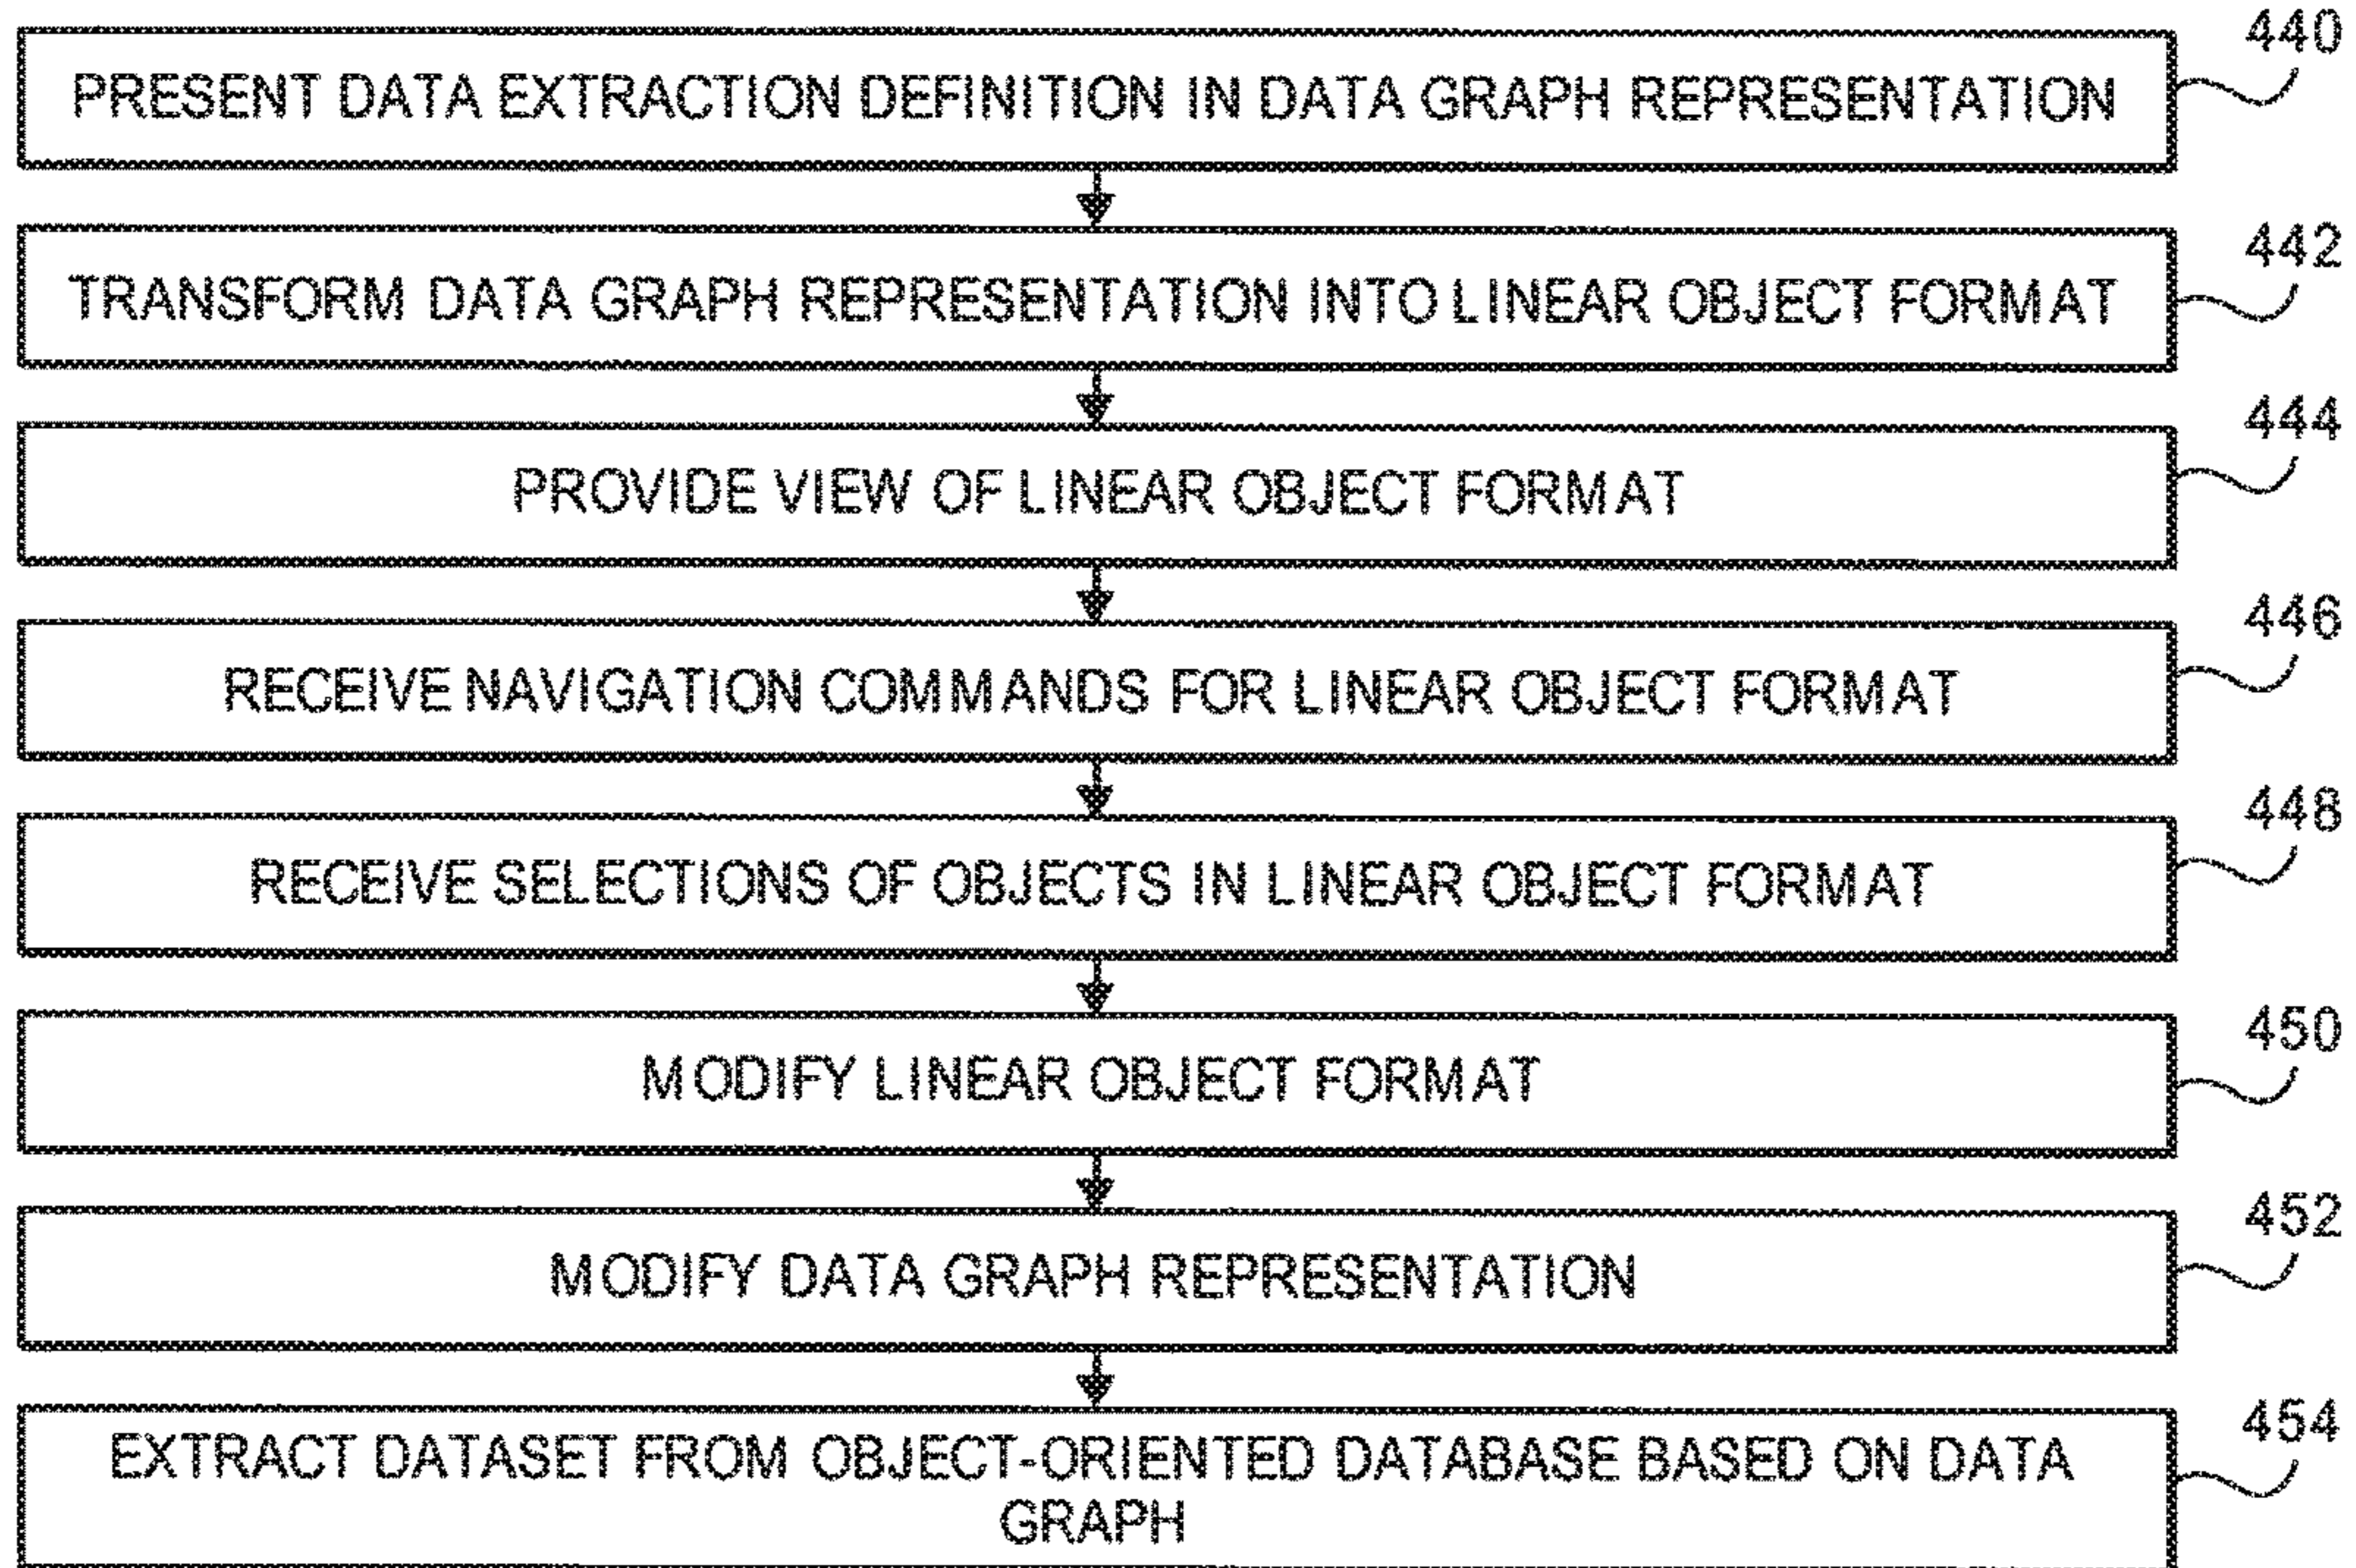 440
PRESENT DATA EXTRACTION DEFINITION IN DATA GRAPH REPRESENTATION
442
TRANSFORM DATA GRAPH REPRESENTATION INTO LINEAR OBJECT FORMAT
444
PROVIDE VIEW OF LINEAR OBJECT FORMAT
446
RECEIVE NAVIGATION COMMANDS FOR LINEAR OBJECT FORMAT
448
RECEIVE SELECTIONS OF OBJECTS IN LINEAR OBJECT FORMAT
450
MODIFY LINEAR OBJECT FORMAT
452
MODIFY DATA GRAPH REPRESENTATION
454
EXTRACT DATASET FROM OBJECT-ORIENTED DATABASE BASED ON DATA
GRAPH